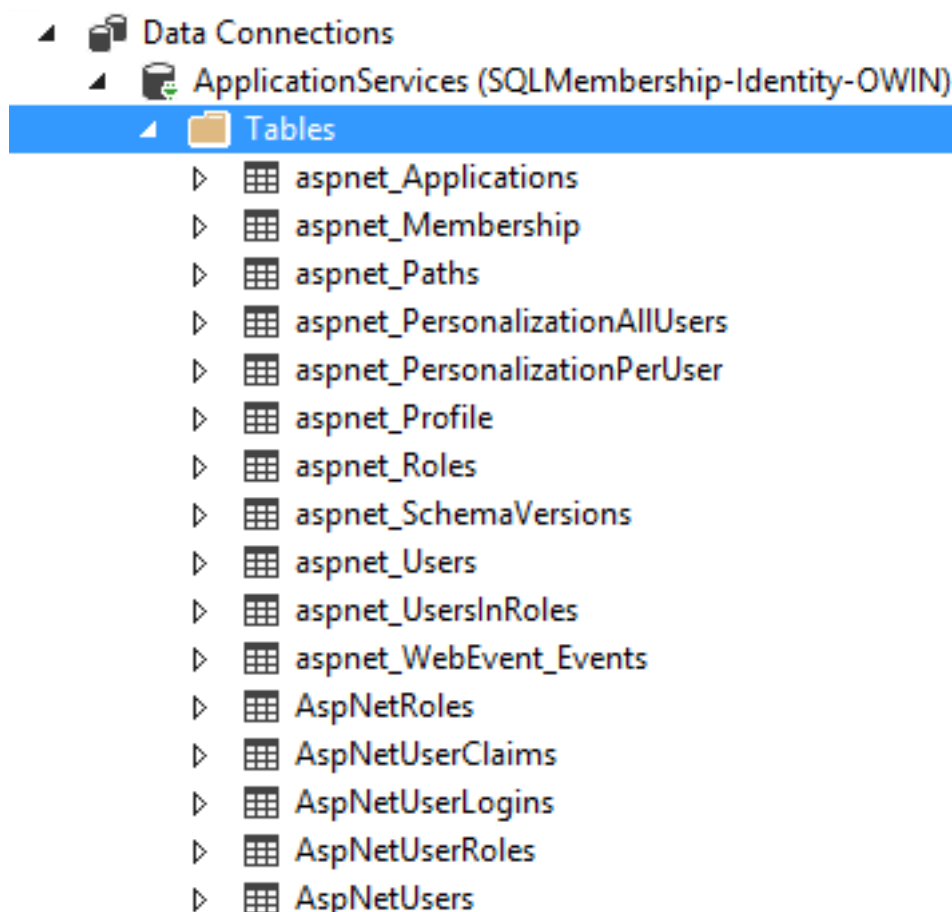 Data Connections
ApplicationServices (SQLMembership-Identity-OWIN)
Tables
aspnet_Applications
aspnet_Membership
aspnet_Paths
aspnet_PersonalizationAllUsers
aspnet_PersonalizationPerUser
aspnet_Profile
aspnet_Roles
aspnet_SchemaVersions
aspnet_Users
aspnet_UsersInRoles
aspnet_WebEvent_Events
AspNetRoles
AspNetUserClaims
AspNetUserLogins
AspNetUserRoles
AspNetUsers